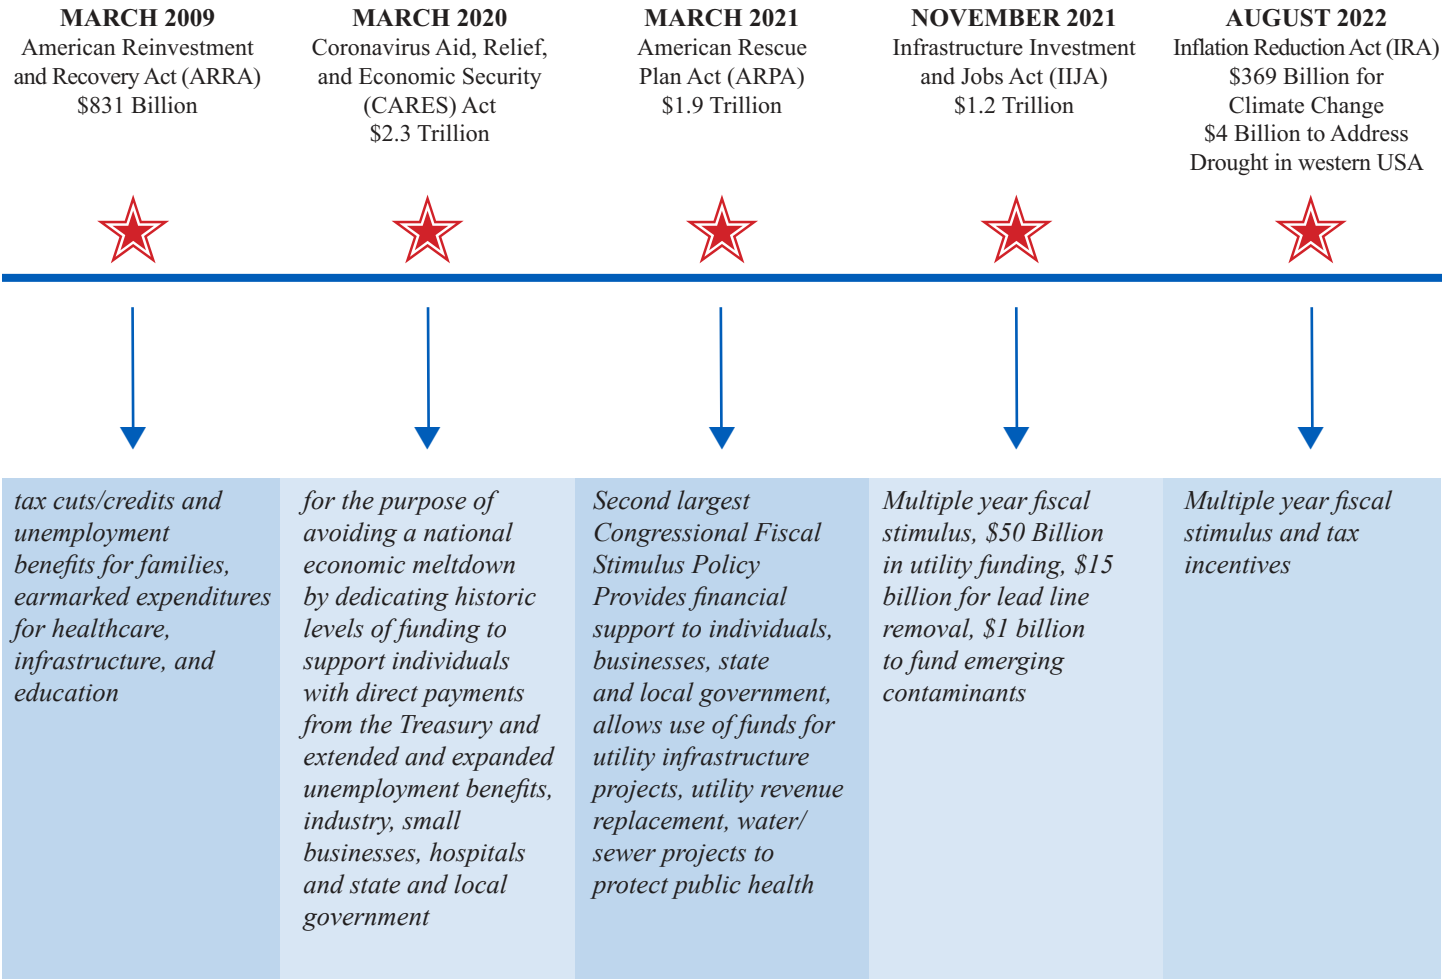 MARCH 2009
American Reinvestment
and Recovery Act (ARRA)
$831 Billion
MARCH 2020
Coronavirus Aid, Relief,
and Economic Security
(CARES) Act
$2.3 Trillion
MARCH 2021
American Rescue
Plan Act (ARPA)
$1.9 Trillion
NOVEMBER 2021
Infrastructure Investment
and Jobs Act (IIJA)
$1.2 Trillion
AUGUST 2022
Inflation Reduction Act (IRA)
$369 Billion for
Climate Change
$4 Billion to Address
Drought in western USA
tax cuts/credits and
unemployment
benefits for families,
earmarked expenditures
for healthcare,
infrastructure, and
education
for the purpose of
avoiding a national
economic meltdown
by dedicating historic
levels of funding to
support individuals
with direct payments
from the Treasury and
extended and expanded
unemployment benefits,
industry, small
businesses, hospitals
and state and local
government
Second largest
Congressional Fiscal
Stimulus Policy
Provides financial
support to individuals,
businesses, state
and local government,
allows use of funds for
utility infrastructure
projects, utility revenue
replacement, water/
sewer projects to
protect public health
Multiple year fiscal
stimulus, $50 Billion
in utility funding, $15
billion for lead line
removal, $1 billion
to fund emerging
contaminants
Multiple year fiscal
stimulus and tax
incentives